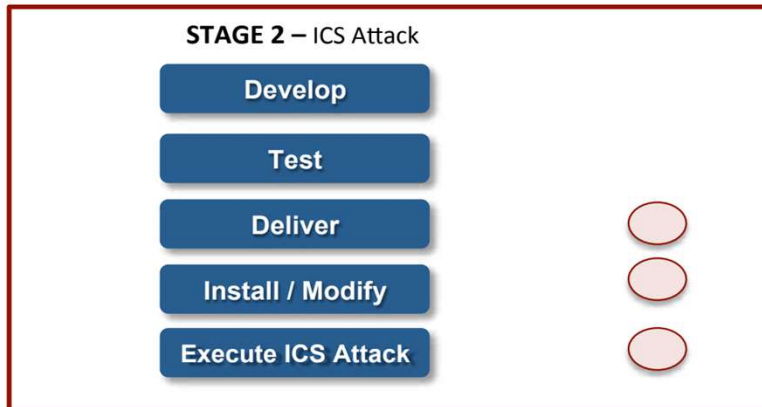 STAGE 2 – ICS Attack
Develop
Test
Deliver
Install / Modify
Execute ICS Attack